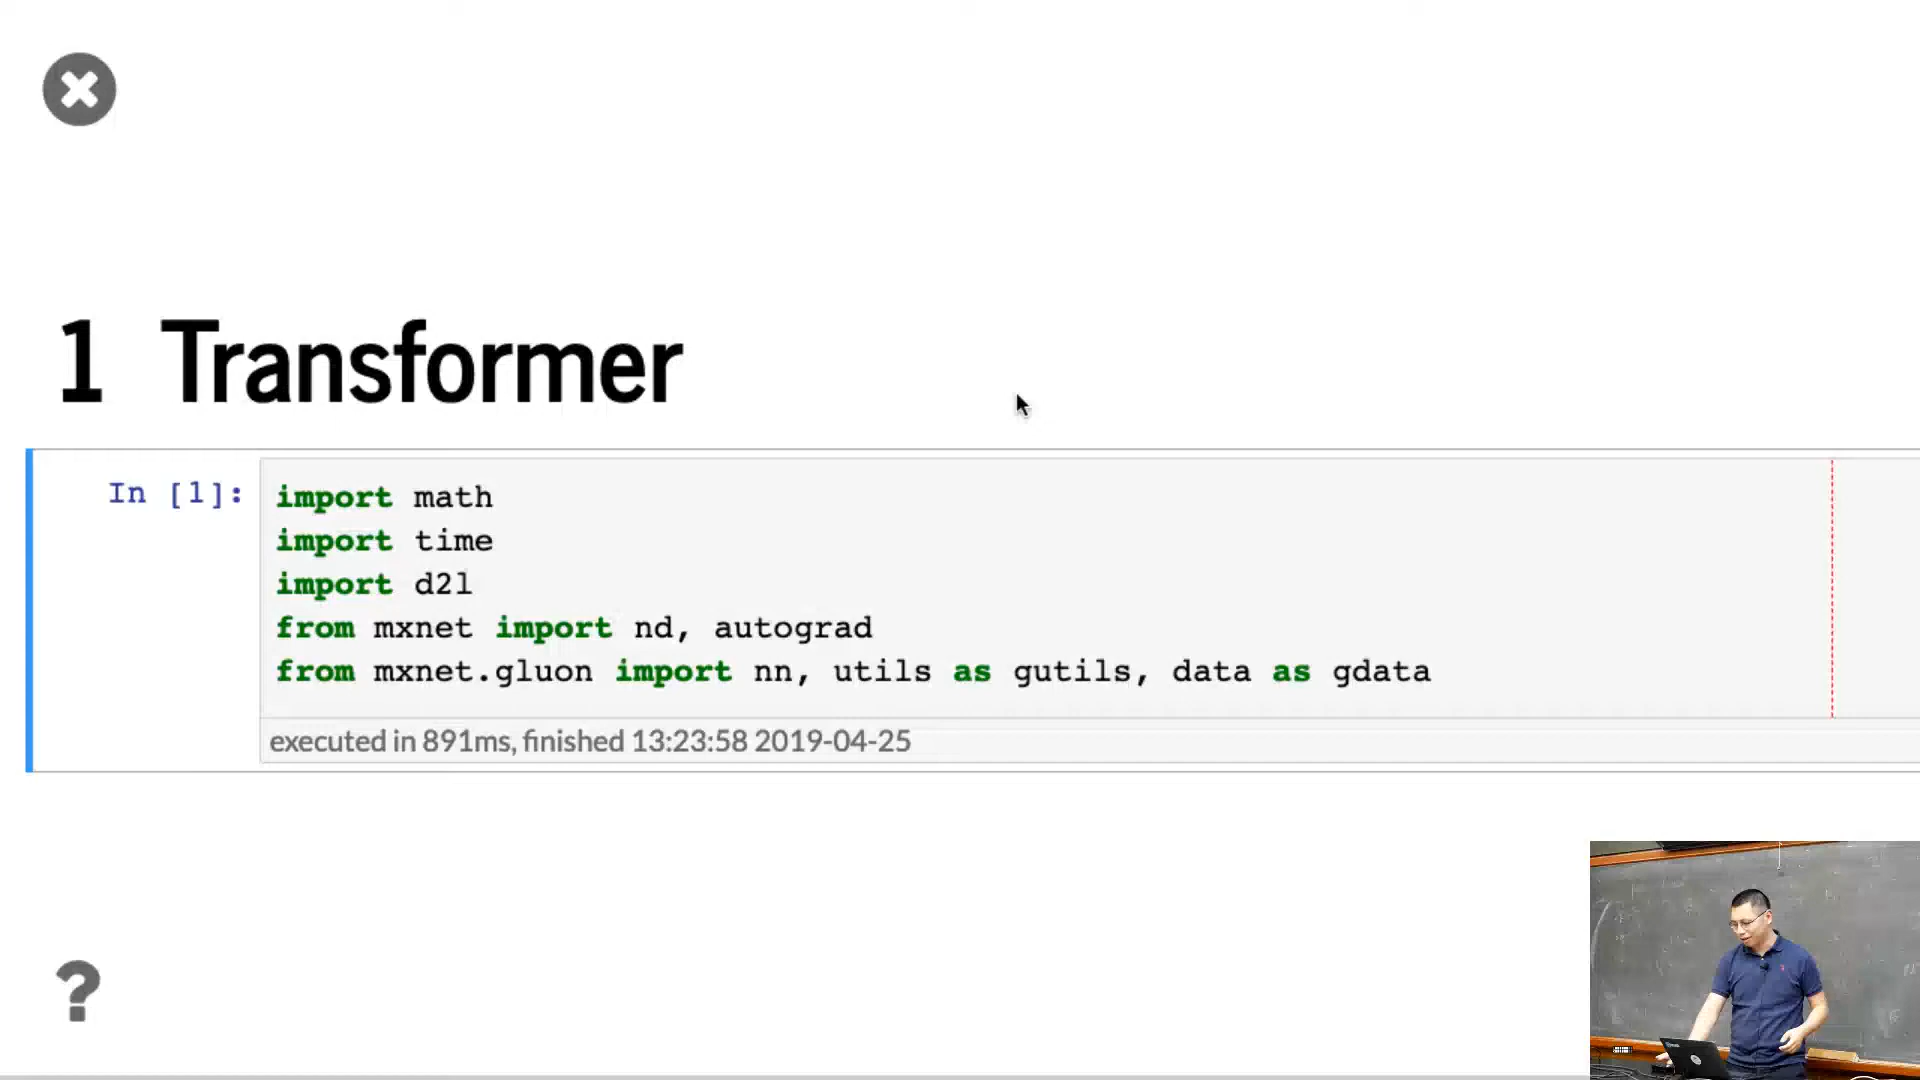 1 Transformer
In [1]:
import math
import time
import d2l
from mxnet import nd, autograd
from mxnet.gluon import nn, utils as gutils, data as gdata
executed in 891ms, finished 13:23:58 2019-04-25
?